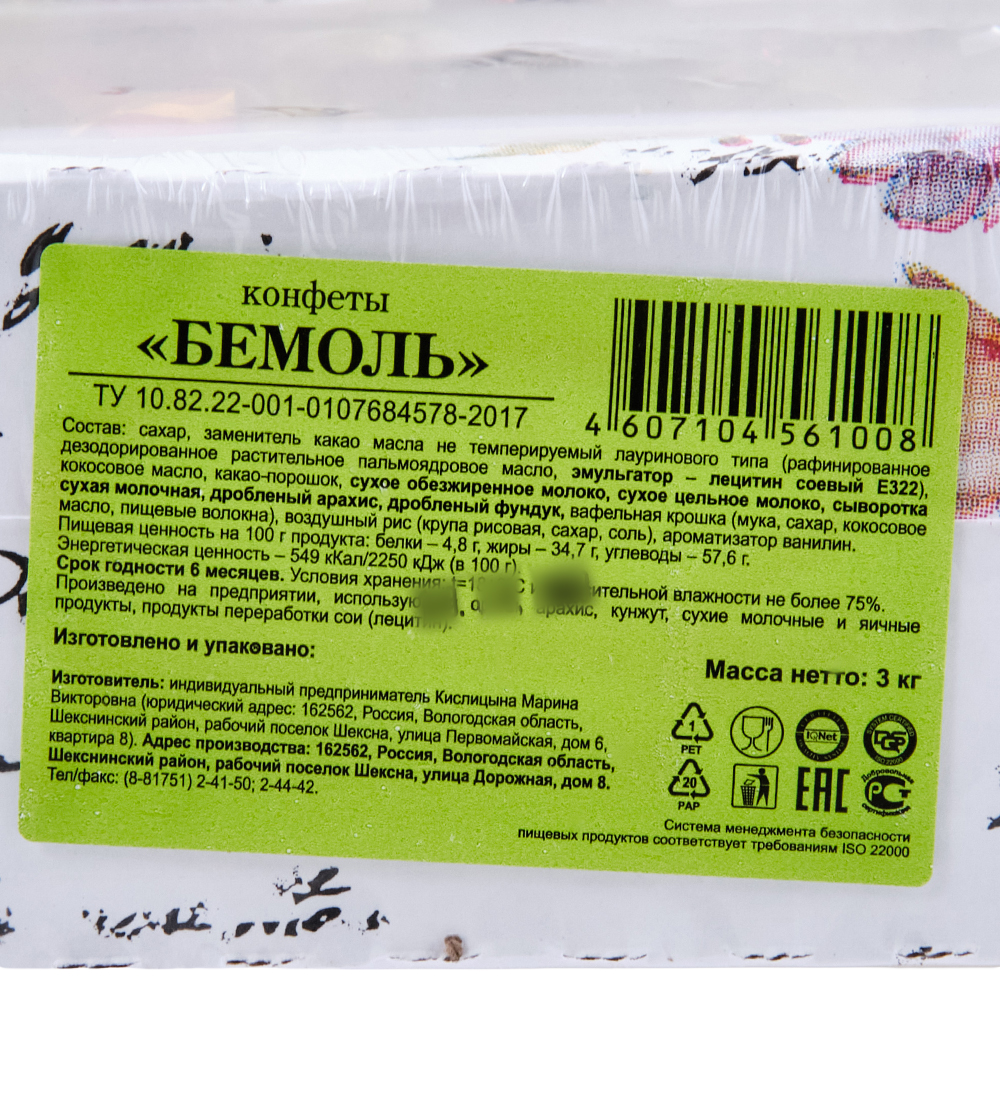 конфеты
«БЕМОЛЬ»
ТУ 10.82.22-001-0107684578-2017
4 607104 561008
Состав: сахар, заменитель какао масла не темперируемый лауринового типа (рафинированное
дезодорированное растительное пальмоядровое масло, эмульгатор – лецитин соевый Е322),
кокосовое масло, какао-порошок, сухое обезжиренное молоко, сухое цельное молоко, сыворотка
сухая молочная, дробленый арахис, дробленый фундук, вафельная крошка (мука, сахар, кокосовое
масло, пищевые волокна), воздушный рис (крупа рисовая, сахар, соль), ароматизатор ванилин.
Пищевая ценность на 100 г продукта: белки – 4,8 г, жиры – 34,7 г, углеводы – 57,6 г.
Энергетическая ценность – 549 кКал/2250 кДж (в 100 г).
Срок годности 6 месяцев. Условия хранения: влажности не более 75%.
Произведено на предприятии, арахис, кунжут, сухие молочные и яичные
продукты, продукты переработки сои (лецитин).
Изготовлено и упаковано:
Масса нетто: 3 кг
Изготовитель: индивидуальный предприниматель Кислицына Марина
Викторовна (юридический адрес: 162562, Россия, Вологодская область,
Шекснинский район, рабочий поселок Шексна, улица Первомайская, дом 6,
квартира 8). Адрес производства: 162562, Россия, Вологодская область,
Шекснинский район, рабочий поселок Шексна, улица Дорожная, дом 8.
Тел/факс: (8-81751) 2-41-50; 2-44-42.
1
PET
IQNet
20
PAP
EAC
Добровольная
РСТ
сертификация
Система менеджмента безопасности
пищевых продуктов соответствует требованиям ISO 22000